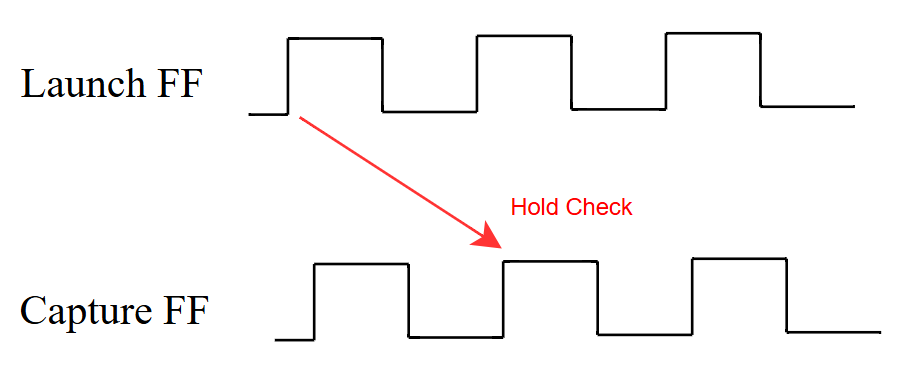 Launch FF
Hold Check
Capture FF